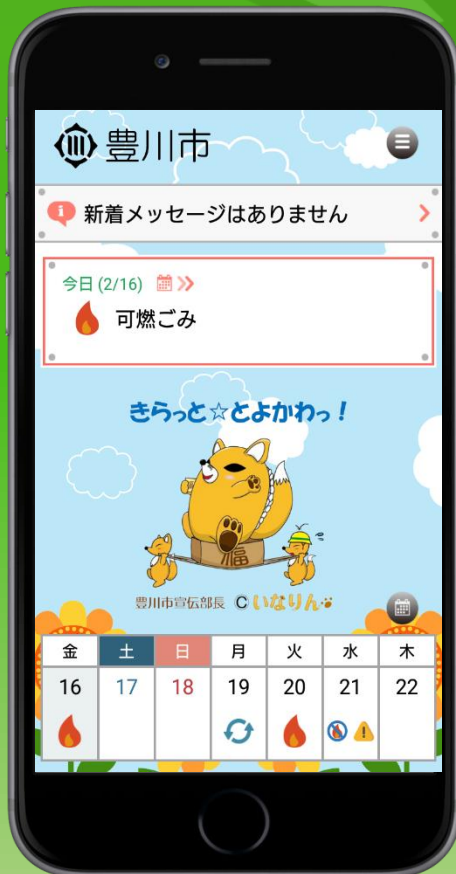 豊川市
新着メッセージはありません
今日(2/16)
可燃ごみ
きらっと☆とよかわっ!
福
豊川市宣伝部長 ©いなりん
金 土 日 月 火 水 木
16 17 18 19 20 21 22